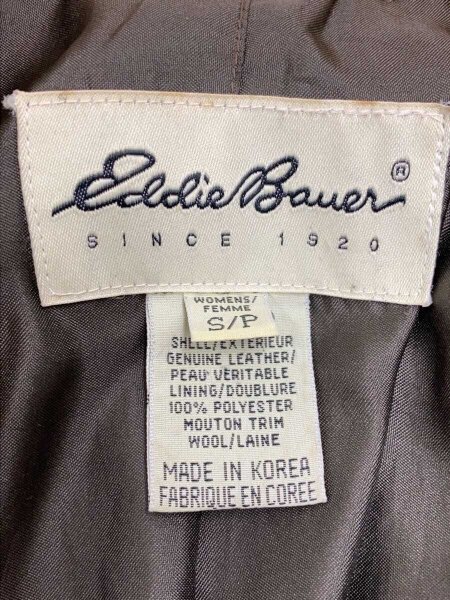 Eddie Bauer®
SINCE 1920
WOMENS/
FEMME
S/P
SHELL/EXTERIEUR
GENUINE LEATHER/
PEAU VERITABLE
LINING/DOUBLURE
100% POLYESTER
MOUTON TRIM
WOOL/LAINE
MADE IN KOREA
FABRIQUE EN COREE